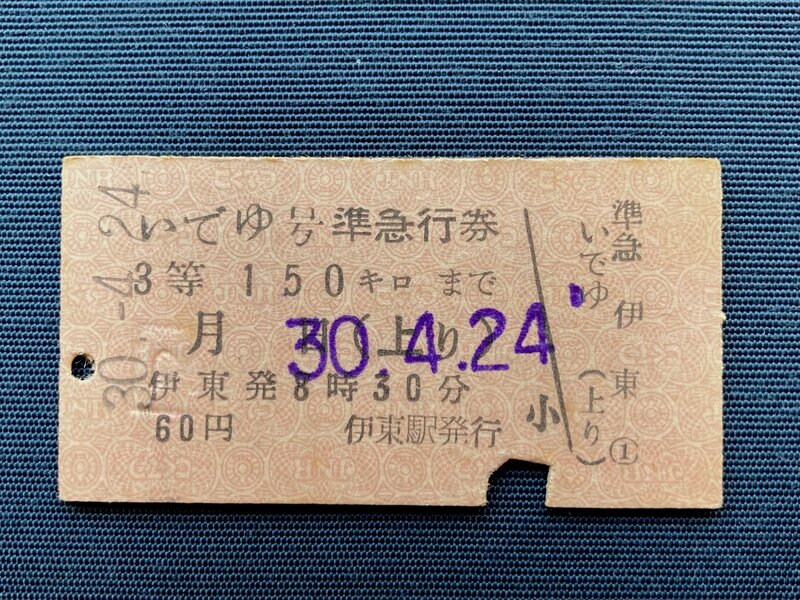 30.-4.24
いでゆ号準急行券
3等 150キロ まで
月 日(上り)
30.4.24
伊東発8時30分
60円 伊東駅発行
小
準急 伊東 ①
いでゆ (上り)